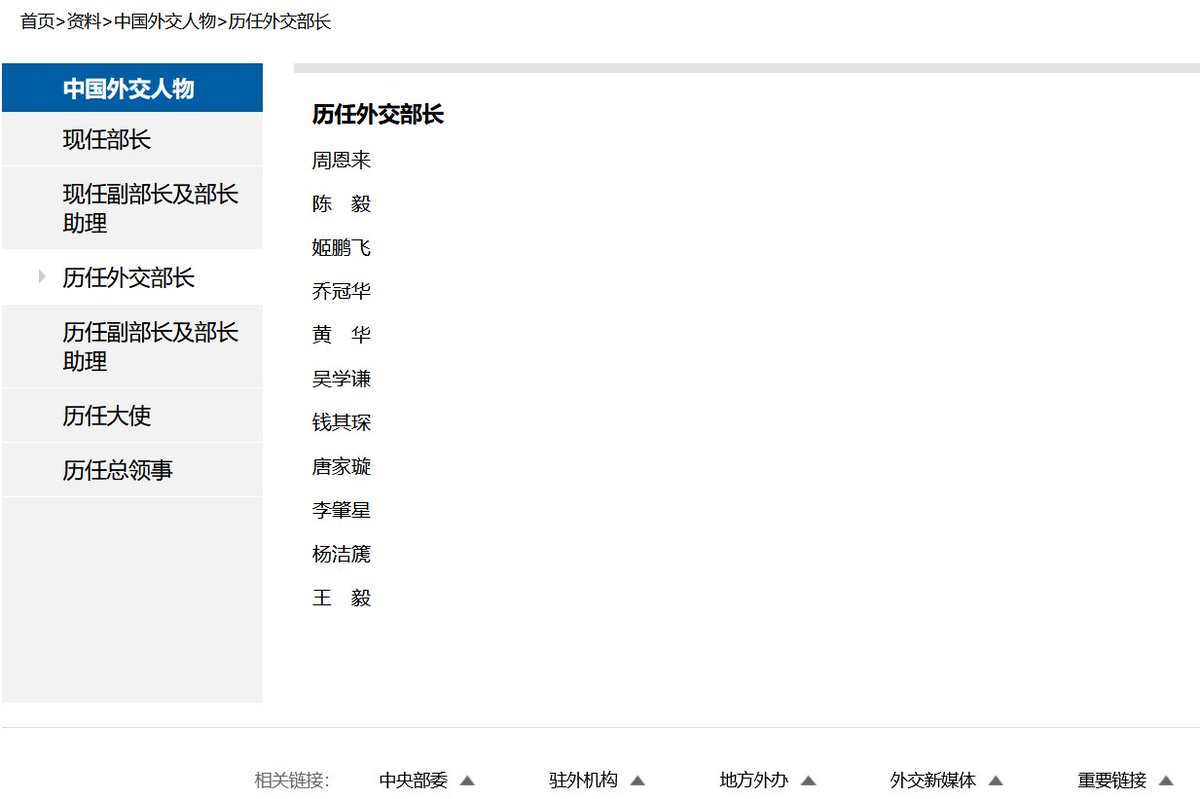 首页>资料>中国外交人物>历任外交部长
中国外交人物
现任部长
现任副部长及部长
助理
历任外交部长
历任副部长及部长
助理
历任大使
历任总领事
历任外交部长
周恩来
陈　毅
姬鹏飞
乔冠华
黄　华
吴学谦
钱其琛
唐家璇
李肇星
杨洁篪
王　毅
相关链接： 中央部委 驻外机构 地方外办 外交新媒体 重要链接